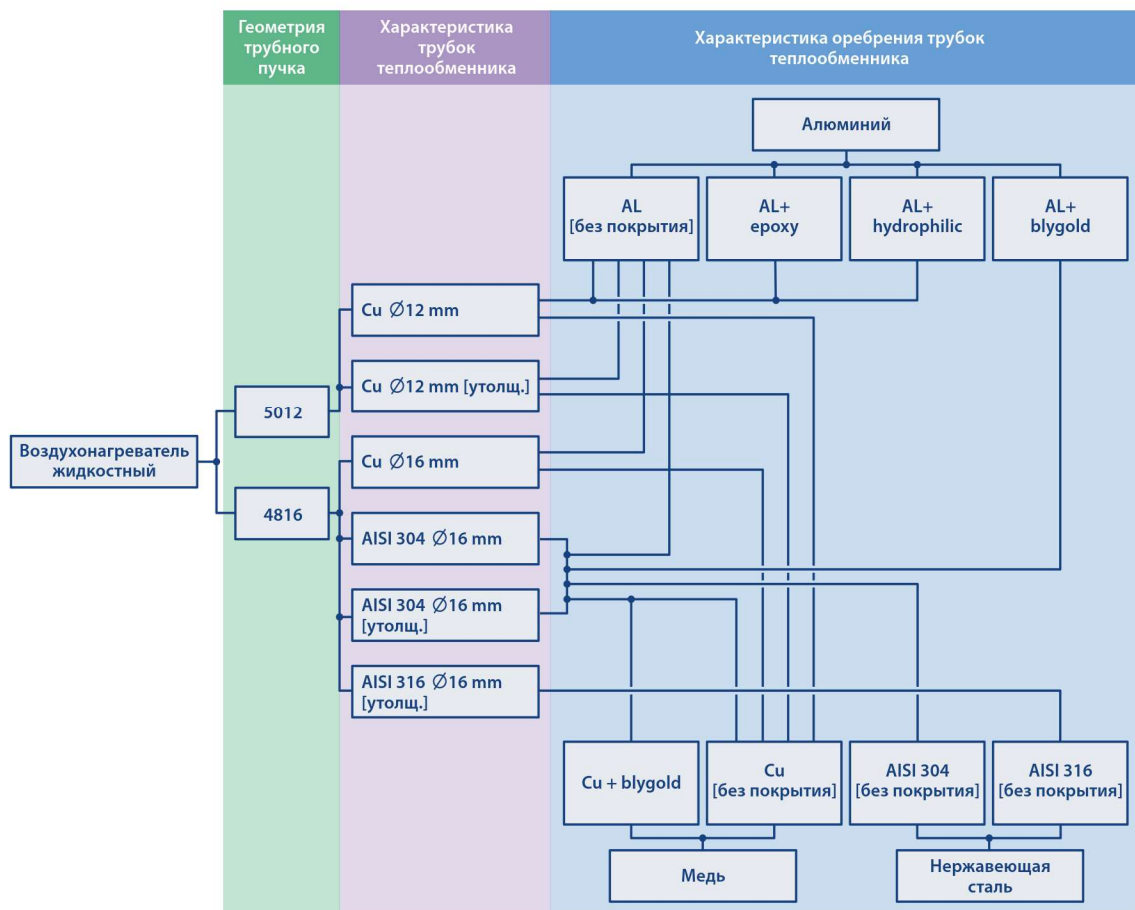 Геометрия
трубного
пучка
Характеристика
трубок
теплообменника
Характеристика оребрения трубок
теплообменника
Алюминий
AL
[без покрытия]
AL+
epoxy
AL+
hydrophilic
AL+
blygold
Cu Ø12 mm
Cu Ø12 mm [утолщ.]
5012
Воздухонагреватель
жидкостный
Cu Ø16 mm
4816
AISI 304 Ø16 mm
AISI 304 Ø16 mm
[утолщ.]
AISI 316 Ø16 mm
[утолщ.]
Cu + blygold
Cu
[без покрытия]
AISI 304
[без покрытия]
AISI 316
[без покрытия]
Медь
Нержавеющая
сталь